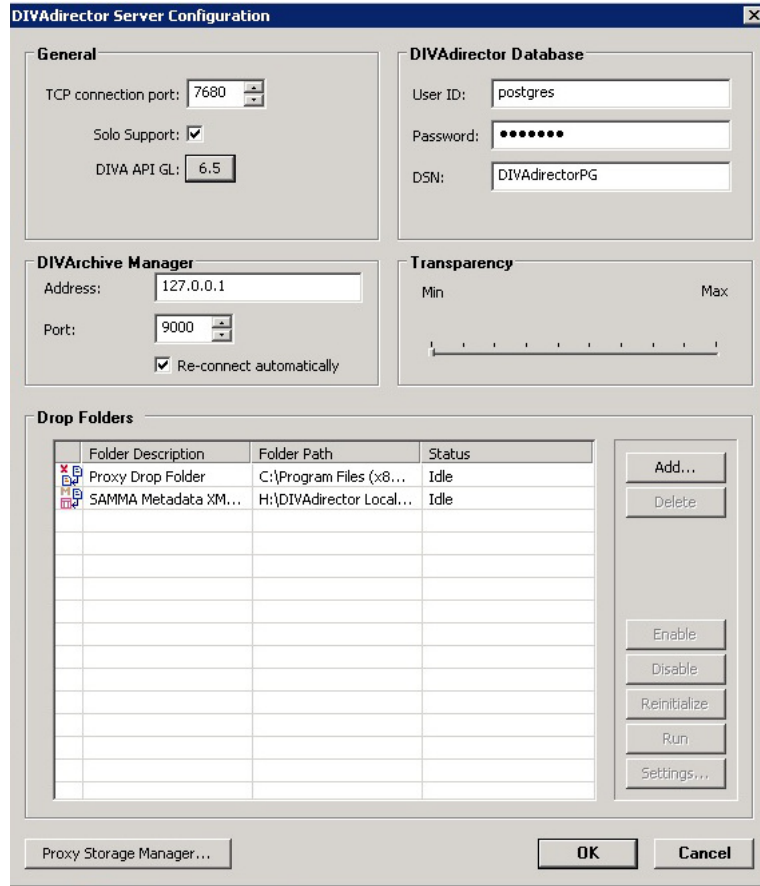 DIVAdirector Server Configuration
General
TCP connection port: 7680
Solo Support:
DIVA API GL: 6.5
DIVAdirector Database
User ID: postgres
Password: •••••••
DSN: DIVAdirectorPG
DIVArchive Manager
Address: 127.0.0.1
Port: 9000
Re-connect automatically
Transparency
Min Max
Drop Folders
Folder Description Folder Path Status
Proxy Drop Folder C:\Program Files (x8... Idle
SAMMA Metadata XM... H:\DIVAdirector Local... Idle
Add...
Delete
Enable
Disable
Reinitialize
Run
Settings...
Proxy Storage Manager... OK Cancel